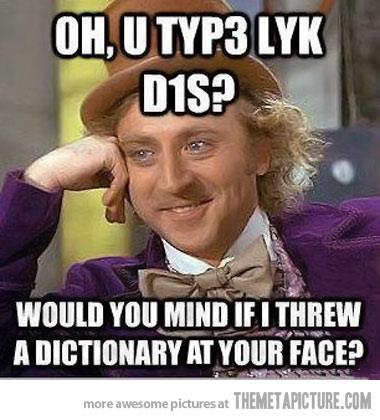 OH, U TYP3 LYK
D1S?
WOULD YOU MIND IF I THREW
A DICTIONARY AT YOUR FACE?
more awesome pictures at THEMETAPICTURE.COM